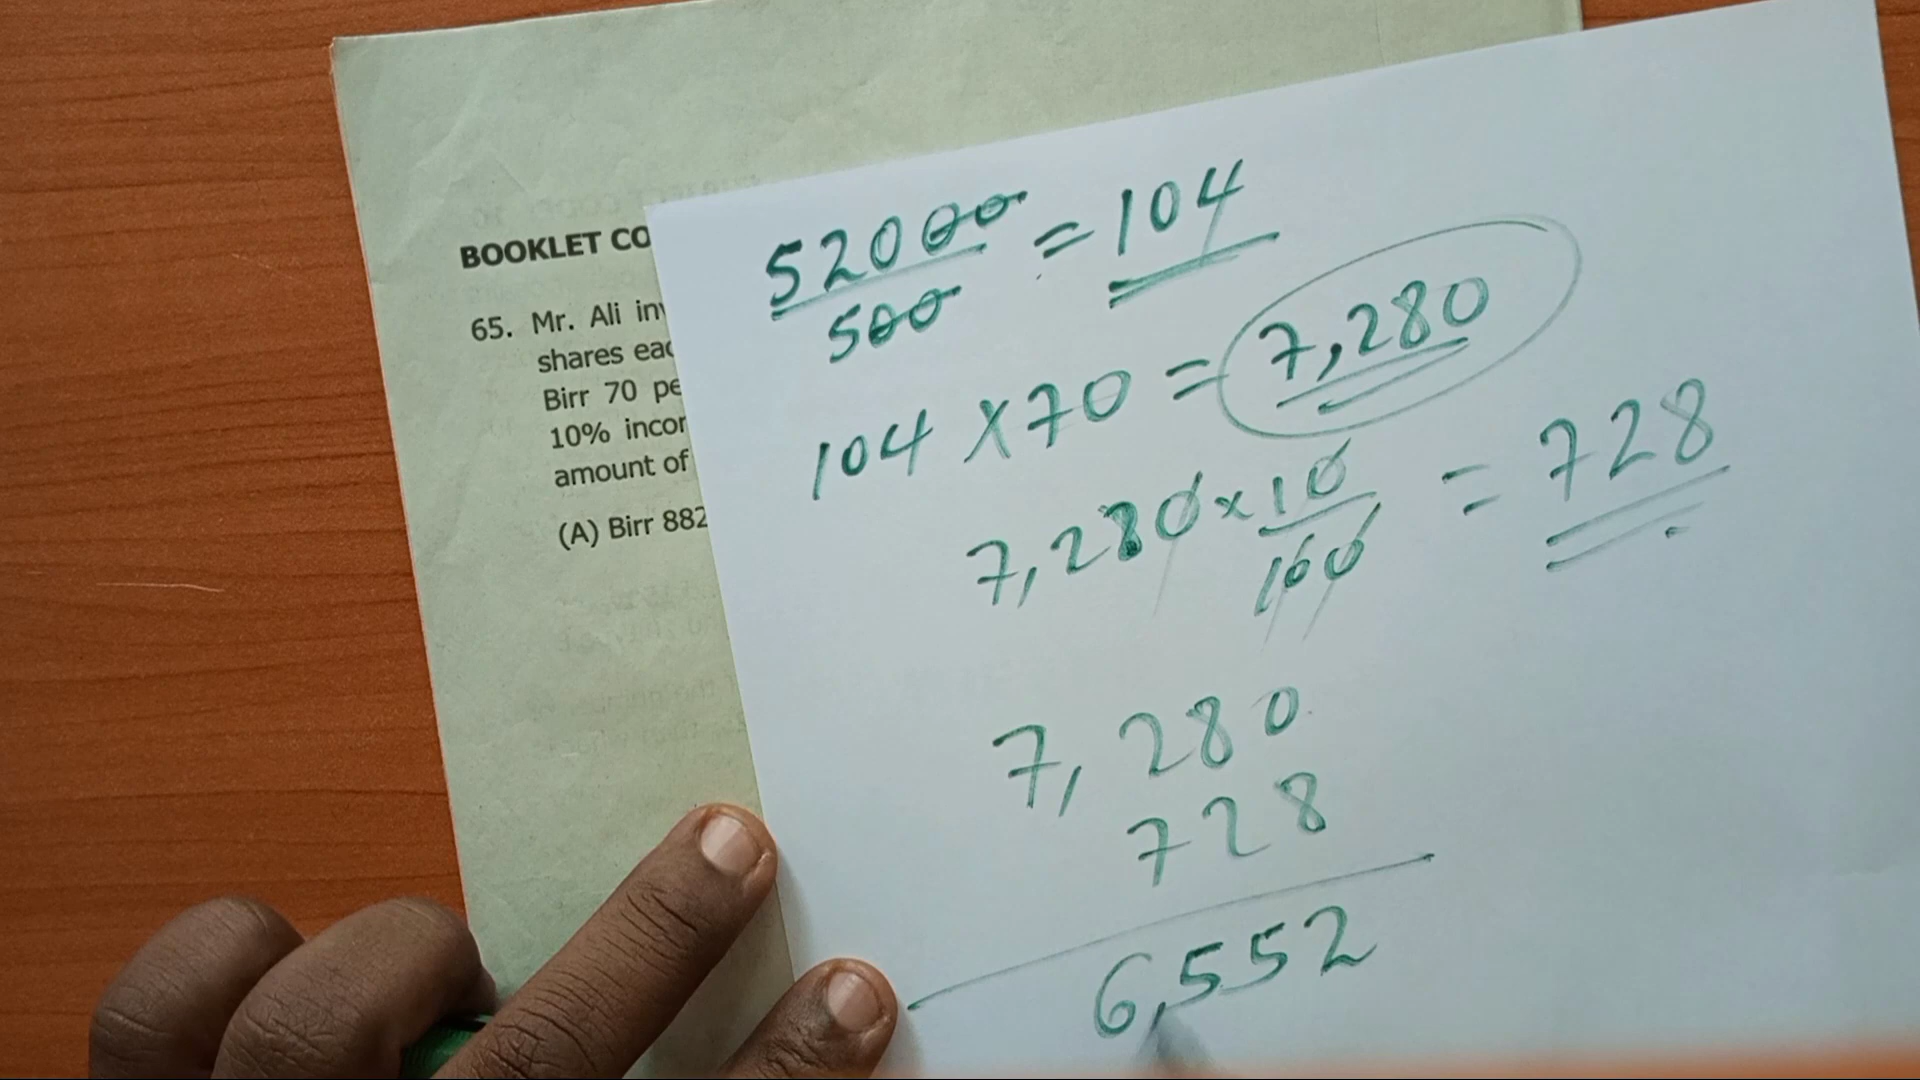 BOOKLET CO
65. Mr. Ali inv
shares eac
Birr 70 pe
10% incor
amount of
(A) Birr 882
52000 = 104
500
104 x 70 = 7,280
7,280 x 10 = 728
100
7,280
728
6,552